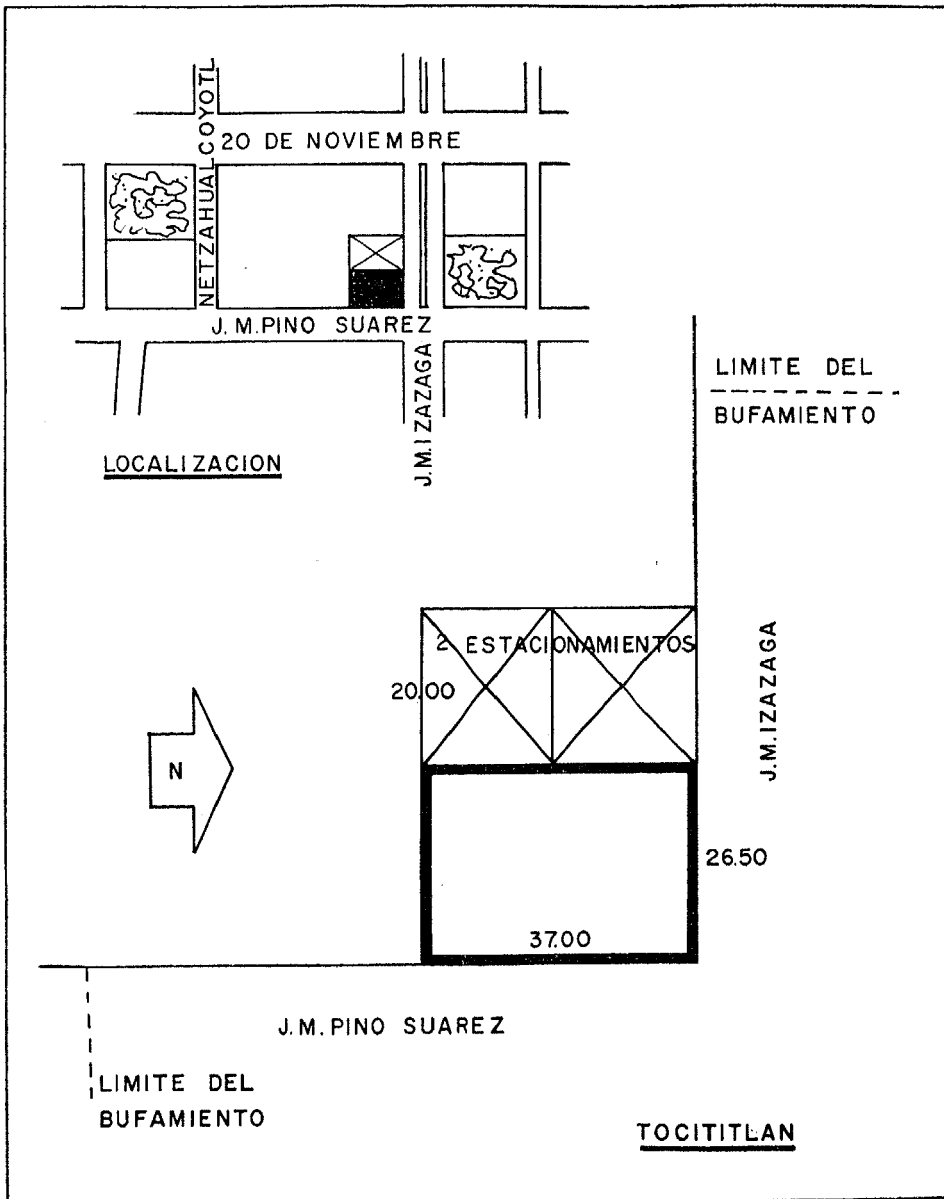 NETZAHUALCOYOTL
20 DE NOVIEMBRE
J.M.PINO SUAREZ
J.M.IZAZAGA
LOCALIZACION
LIMITE DEL
BUFAMIENTO
2 ESTACIONAMIENTOS
20.00
J.M.IZAZAGA
N
26.50
37.00
J.M.PINO SUAREZ
LIMITE DEL
BUFAMIENTO
TOCITITLAN